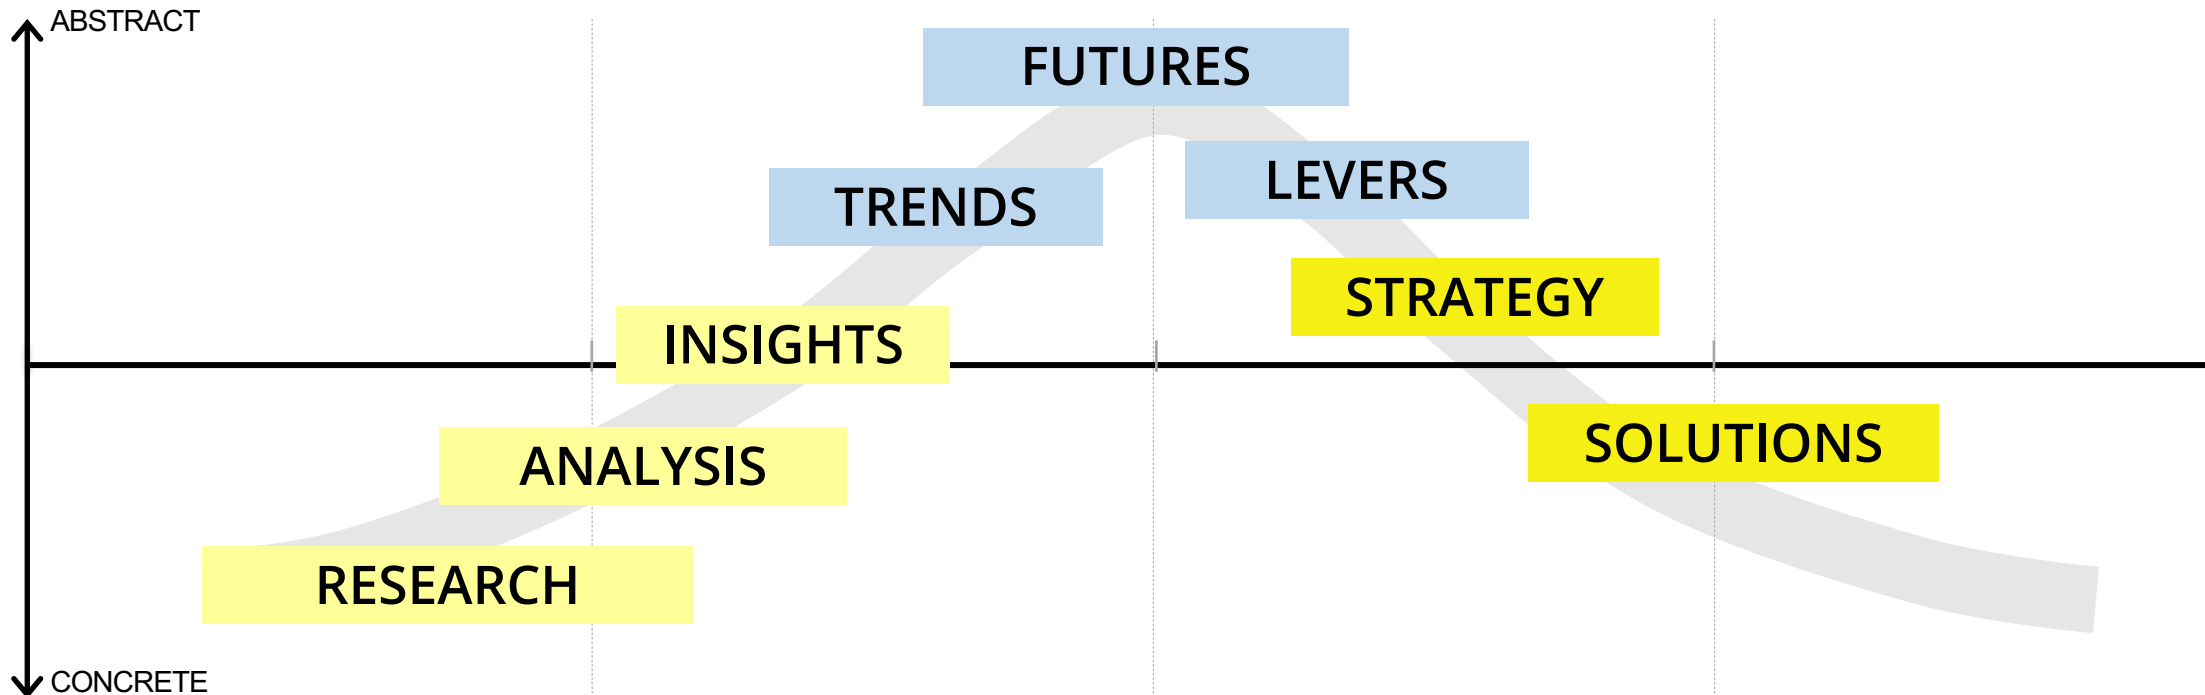 ABSTRACT
FUTURES
LEVERS
TRENDS
STRATEGY
INSIGHTS
SOLUTIONS
ANALYSIS
RESEARCH
CONCRETE